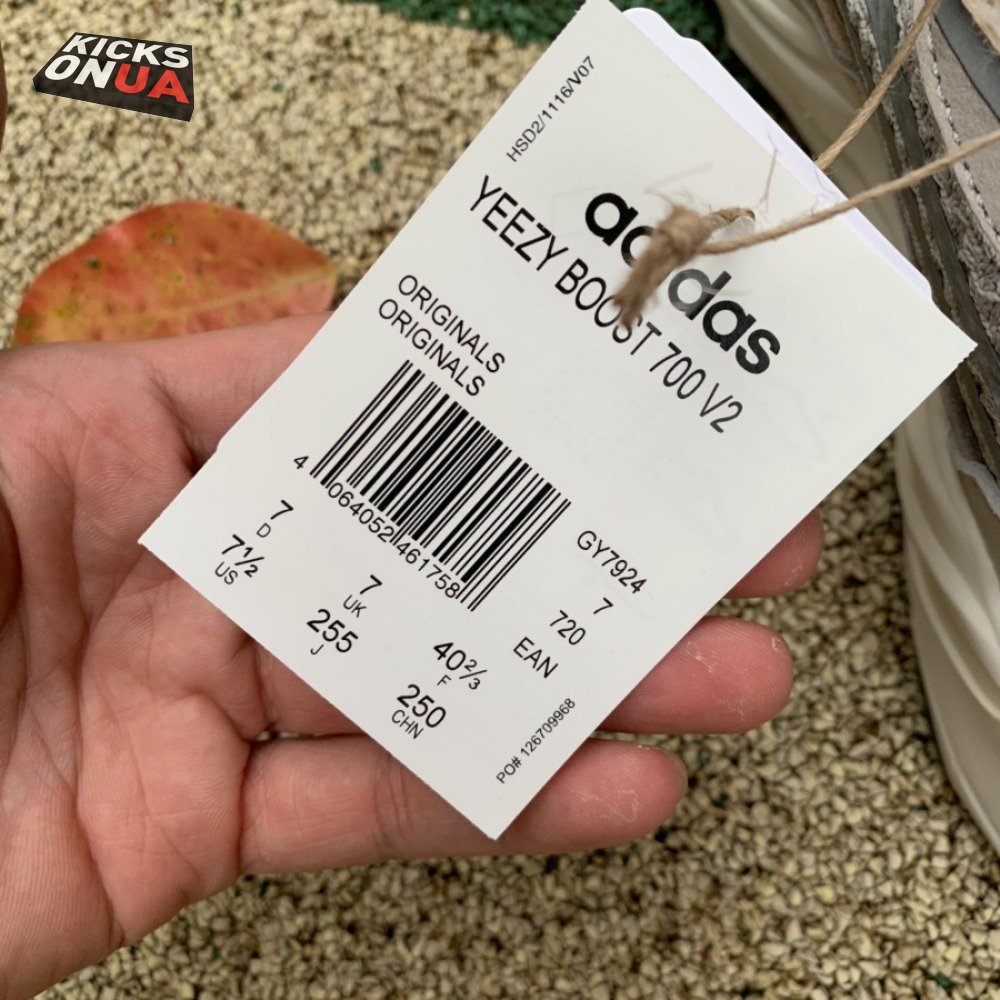 KICKS
ONUA
HSD2/1116/V07
adidas
YEEZY BOOST 700 V2
ORIGINALS
ORIGINALS
4 064052 461758
GY7924
7
720
EAN
7
D
7½
US
7
UK
255
J
40⅔
F
250
CHN
PO# 126709968